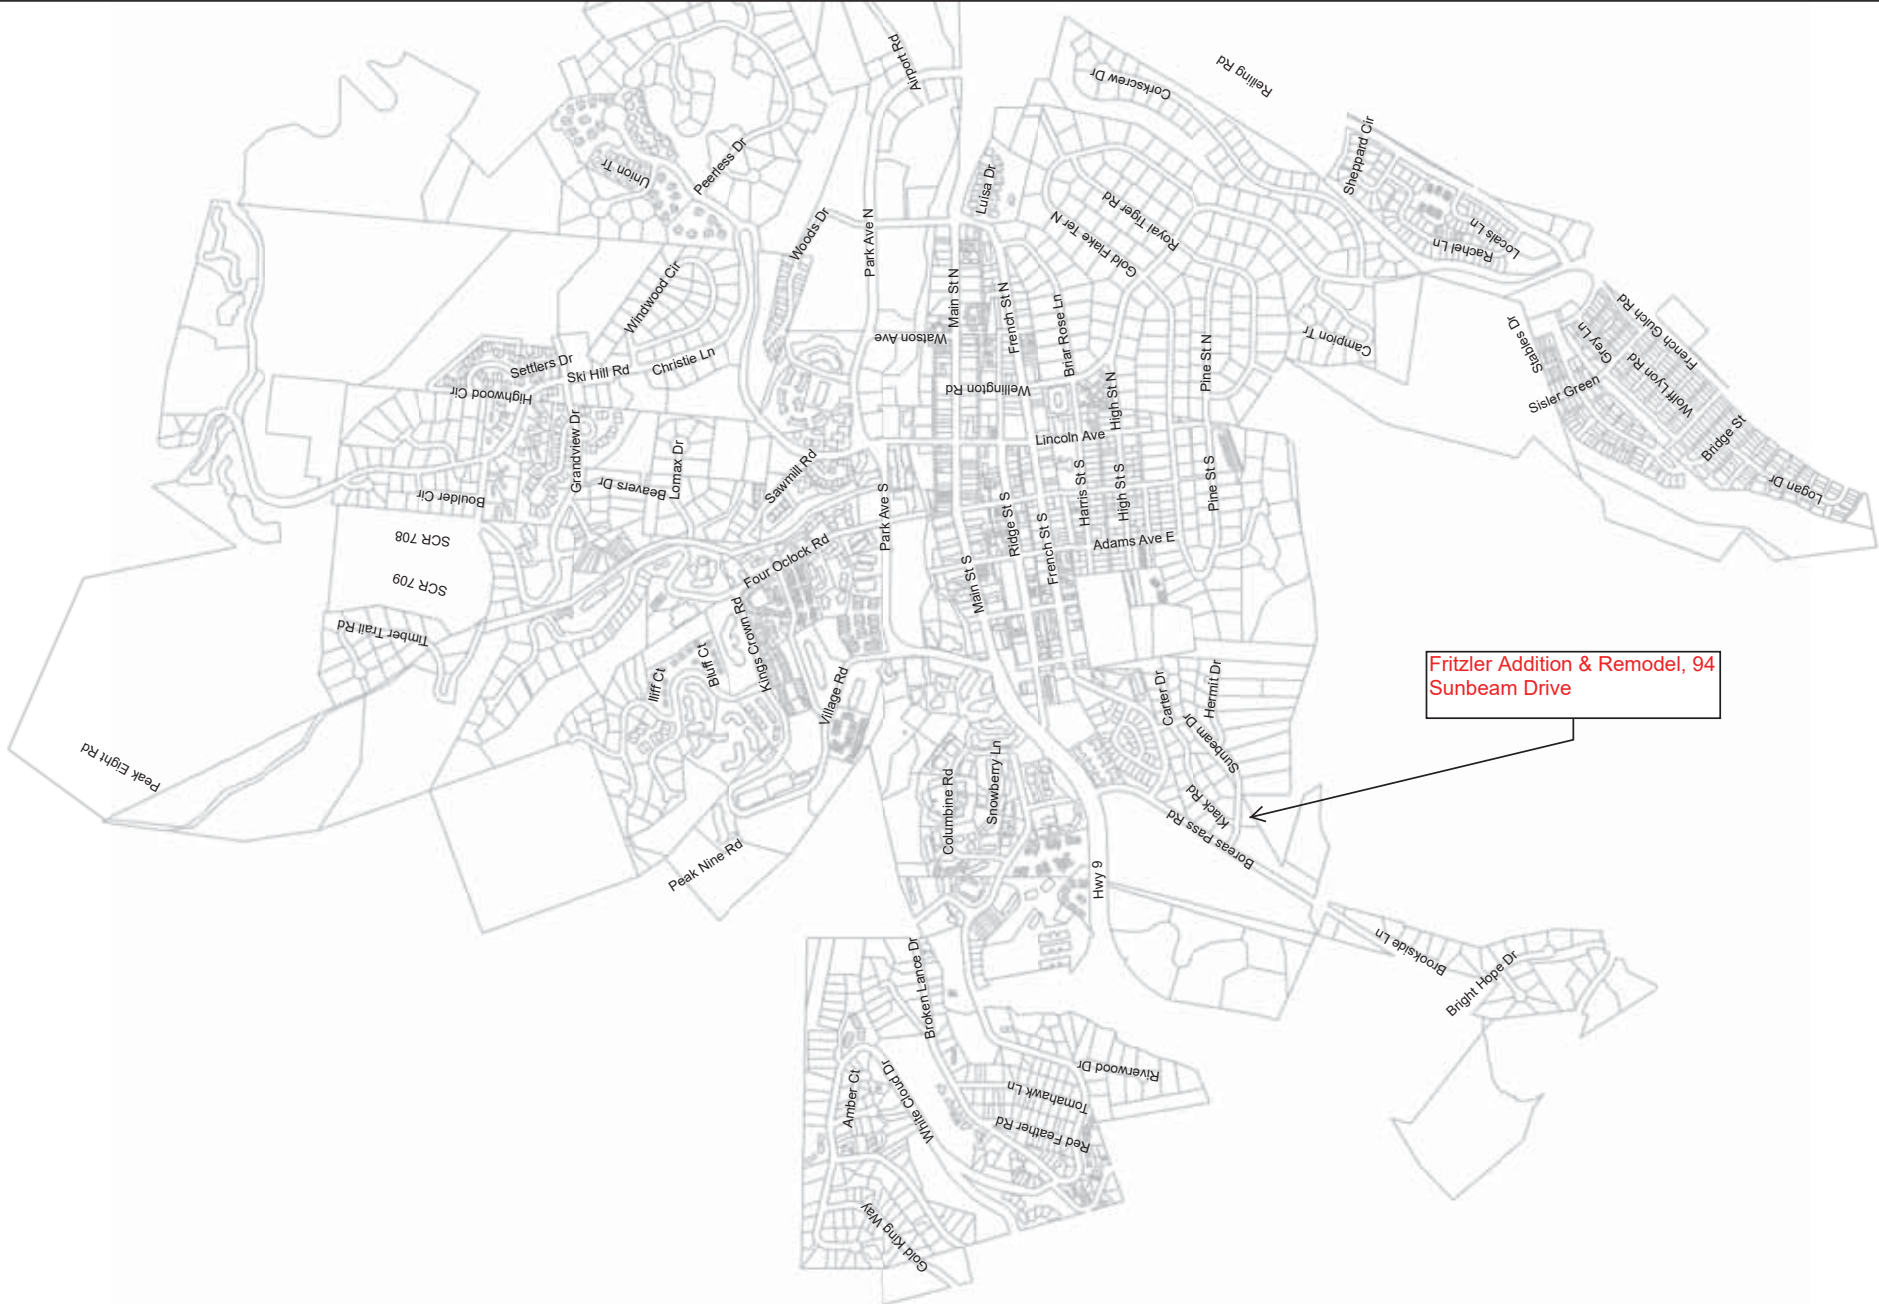 Airport Rd
Reiling Rd
Corkscrew Dr
Sheppard Cir
Union Tr
Peerless Dr
Luisa Dr
Royal Tiger Rd
Locals Ln
Rachel Ln
Woods Dr
Park Ave N
Gold Flake Ter N
Windwood Cir
Main St N
French St N
Briar Rose Ln
Watson Ave
Campion Tr
Stables Dr
French Gulch Rd
Grey Ln
Wolff Lyon Rd
Sisler Green
Settlers Dr
Ski Hill Rd
Christie Ln
Highwood Cir
Wellington Rd
High St N
Pine St N
Bridge St
Grandview Dr
Lomax Dr
Lincoln Ave
Beavers Dr
Boulder Cir
Sawmill Rd
Logan Dr
Park Ave S
Ridge St S
Harris St S
High St S
Pine St S
SCR 708
French St S
Adams Ave E
Four Oclock Rd
SCR 709
Main St S
Timber Trail Rd
Kings Crown Rd
Bluff Ct
Iliff Ct
Village Rd
Carter Dr
Hermit Dr
Fritzler Addition & Remodel, 94
Sunbeam Drive
Sunbeam Dr
Peak Eight Rd
Columbine Rd
Snowberry Ln
Klack Rd
Boreas Pass Rd
Peak Nine Rd
Hwy 9
Broken Lance Dr
Brookside Ln
Bright Hope Dr
Riverwood Dr
Amber Ct
White Cloud Dr
Tomahawk Ln
Red Feather Rd
Gold King Way